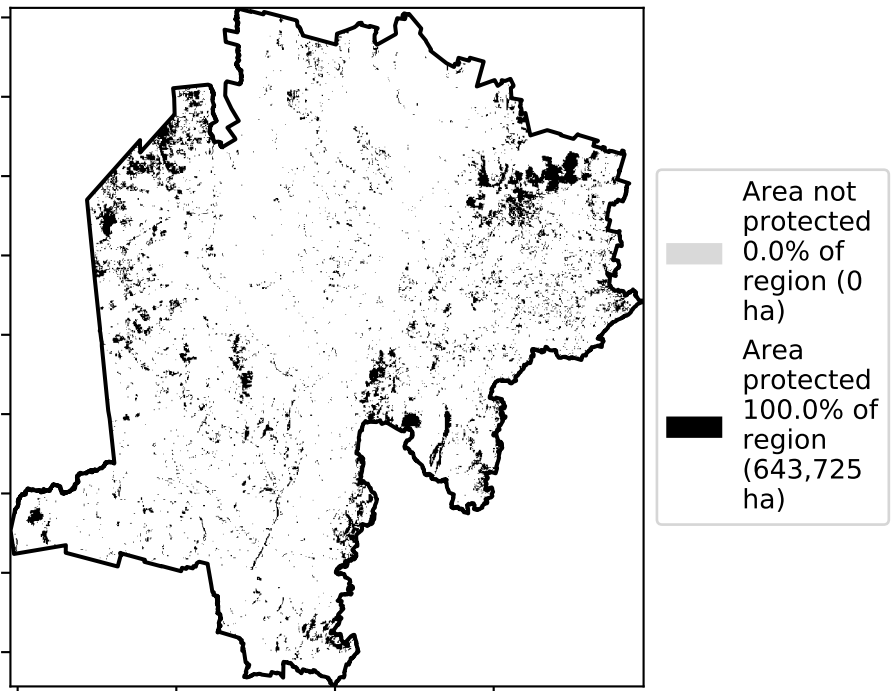 Area not
protected
0.0% of
region (0
ha)
Area
protected
100.0% of
region
(643,725
ha)